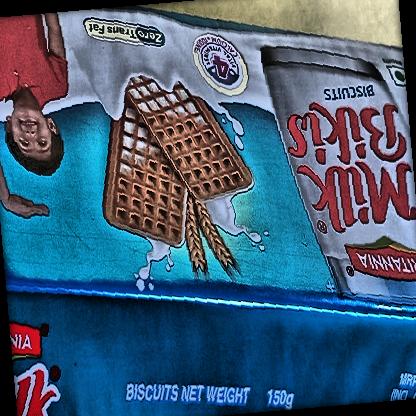 BRITANNIA
Milk
Bikis
BISCUITS
Zero Trans Fat
BISCUITS NET WEIGHT 150g